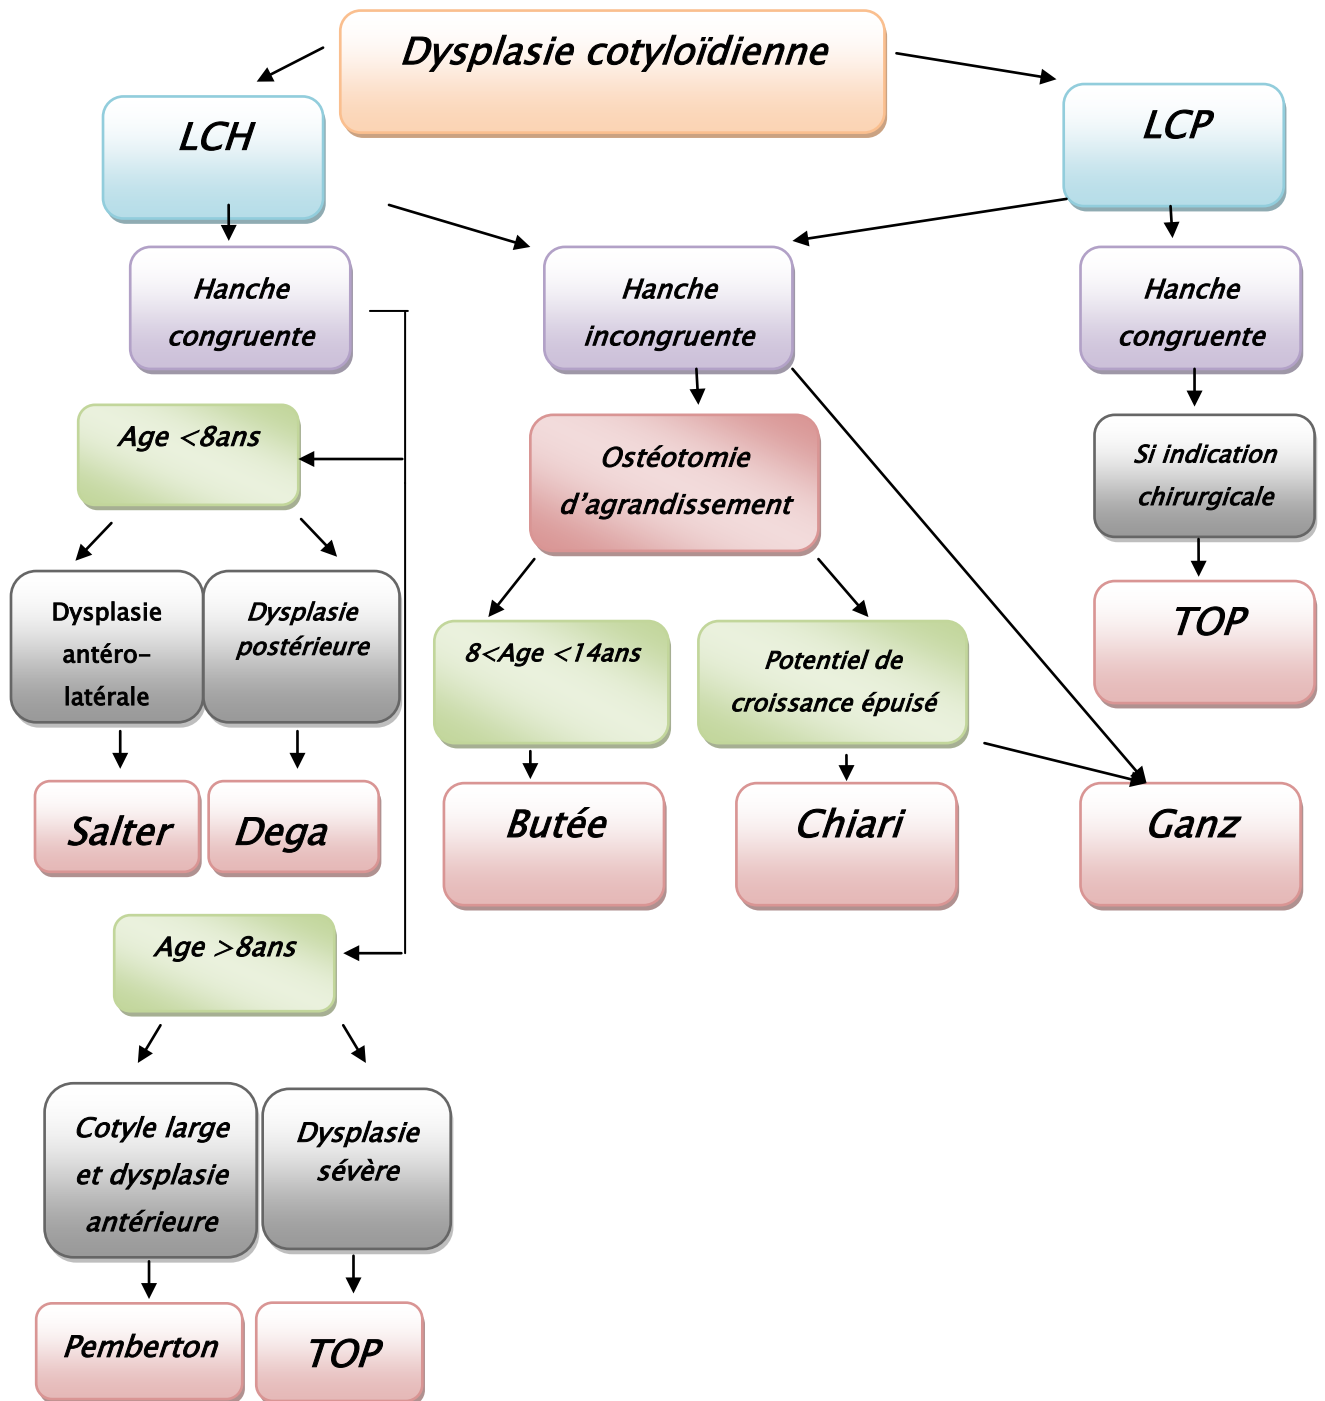 Dysplasie cotyloïdienne
LCH
LCP
Hanche
congruente
Hanche
incongruente
Hanche
congruente
Age <8ans
Ostéotomie
d’agrandissement
Si indication
chirurgicale
Dysplasie
antéro-
latérale
Dysplasie
postérieure
8<Age <14ans
Potentiel de
croissance épuisé
TOP
Salter
Dega
Butée
Chiari
Ganz
Age >8ans
Cotyle large
et dysplasie
antérieure
Dysplasie
sévère
Pemberton
TOP